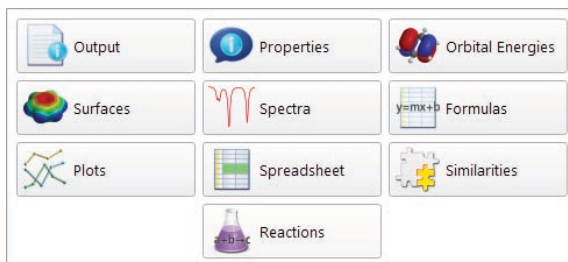 Output
Properties
Orbital Energies
Surfaces
Spectra
y=mx+b
Formulas
Plots
Spreadsheet
Similarities
a+b→c
Reactions